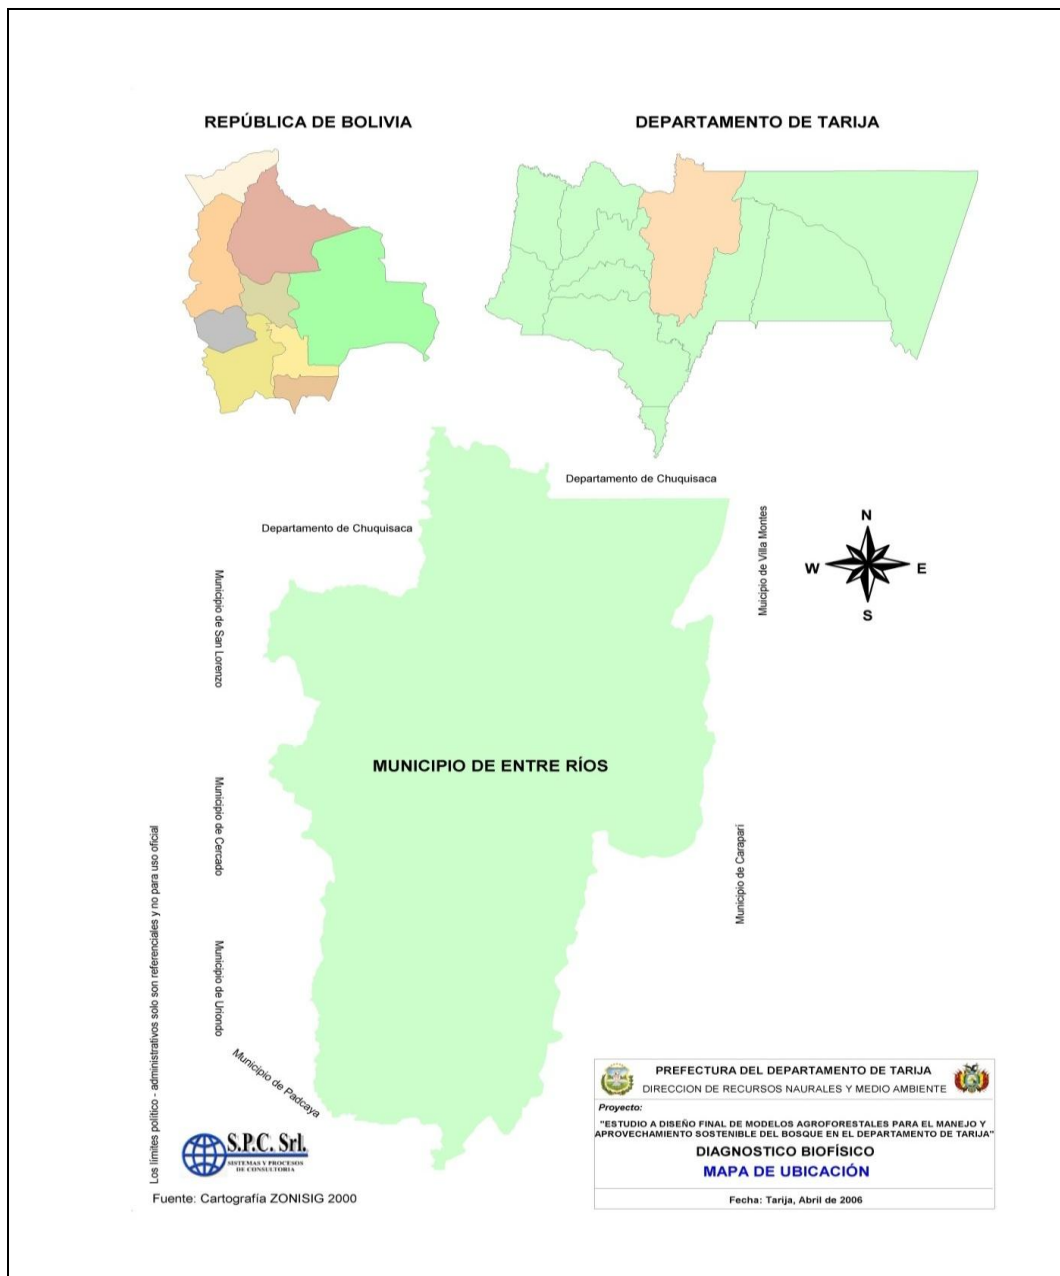 REPÚBLICA DE BOLIVIA
DEPARTAMENTO DE TARIJA
Departamento de Chuquisaca
Departamento de Chuquisaca
Muicipio de Villa Montes
N
W
E
S
Municipio de San Lorenzo
MUNICIPIO DE ENTRE RÍOS
Municipio de Cercado
Municipio de Caraparí
Municipio de Uriondo
Municipio de Padcaya
Los límites político - administrativos solo son referenciales y no para uso oficial
S.P.C. Srl.
SISTEMAS Y PROCESOS
DE CONSULTORIA
Fuente: Cartografía ZONISIG 2000
PREFECTURA DEL DEPARTAMENTO DE TARIJA
DIRECCION DE RECURSOS NAURALES Y MEDIO AMBIENTE
Proyecto:
"ESTUDIO A DISEÑO FINAL DE MODELOS AGROFORESTALES PARA EL MANEJO Y
APROVECHAMIENTO SOSTENIBLE DEL BOSQUE EN EL DEPARTAMENTO DE TARIJA"
DIAGNOSTICO BIOFÍSICO
MAPA DE UBICACIÓN
Fecha: Tarija, Abril de 2006